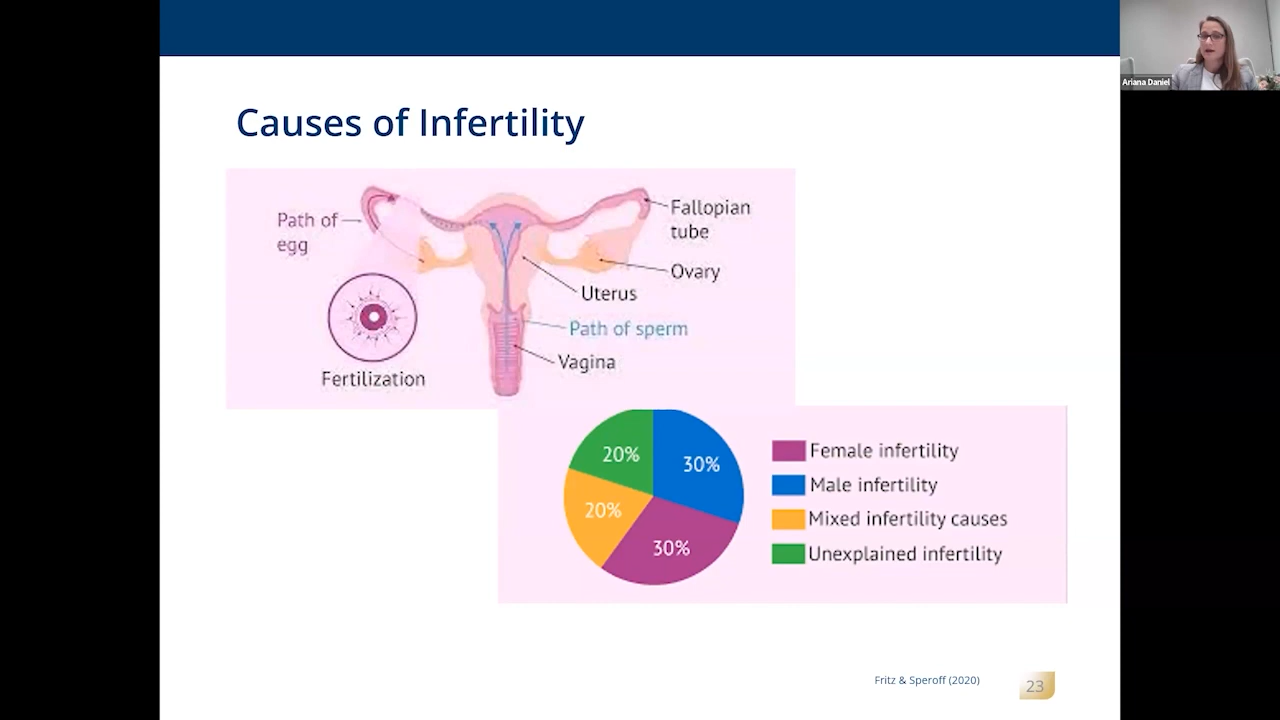 Ariana Daniel
Causes of Infertility
Path of
egg
Fallopian
tube
Ovary
Uterus
Path of sperm
Vagina
Fertilization
20%
30%
20%
30%
Female infertility
Male infertility
Mixed infertility causes
Unexplained infertility
Fritz & Speroff (2020)
23